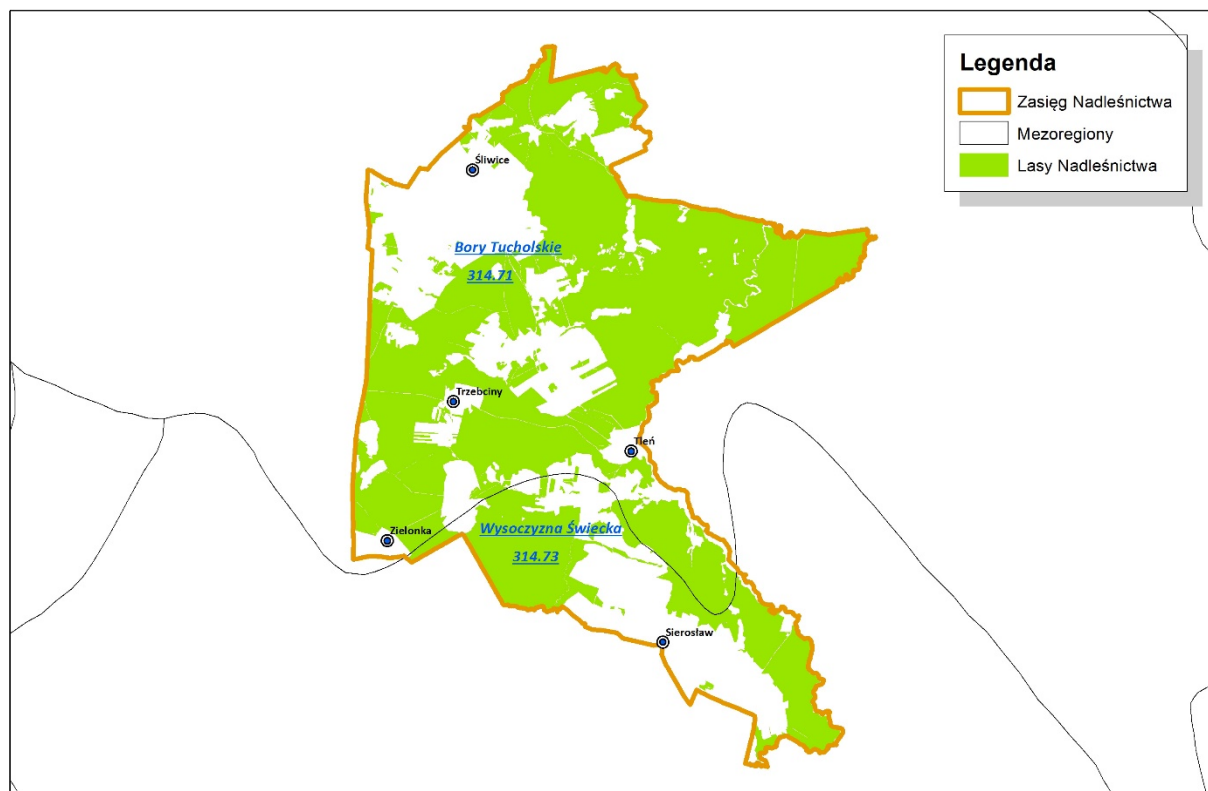 Legenda
Zasięg Nadleśnictwa
Mezoregiony
Lasy Nadleśnictwa
Śliwice
Bory Tucholskie
314.71
Trzebciny
Tleń
Zielonka
Wysoczyzna Świecka
314.73
Sierosław